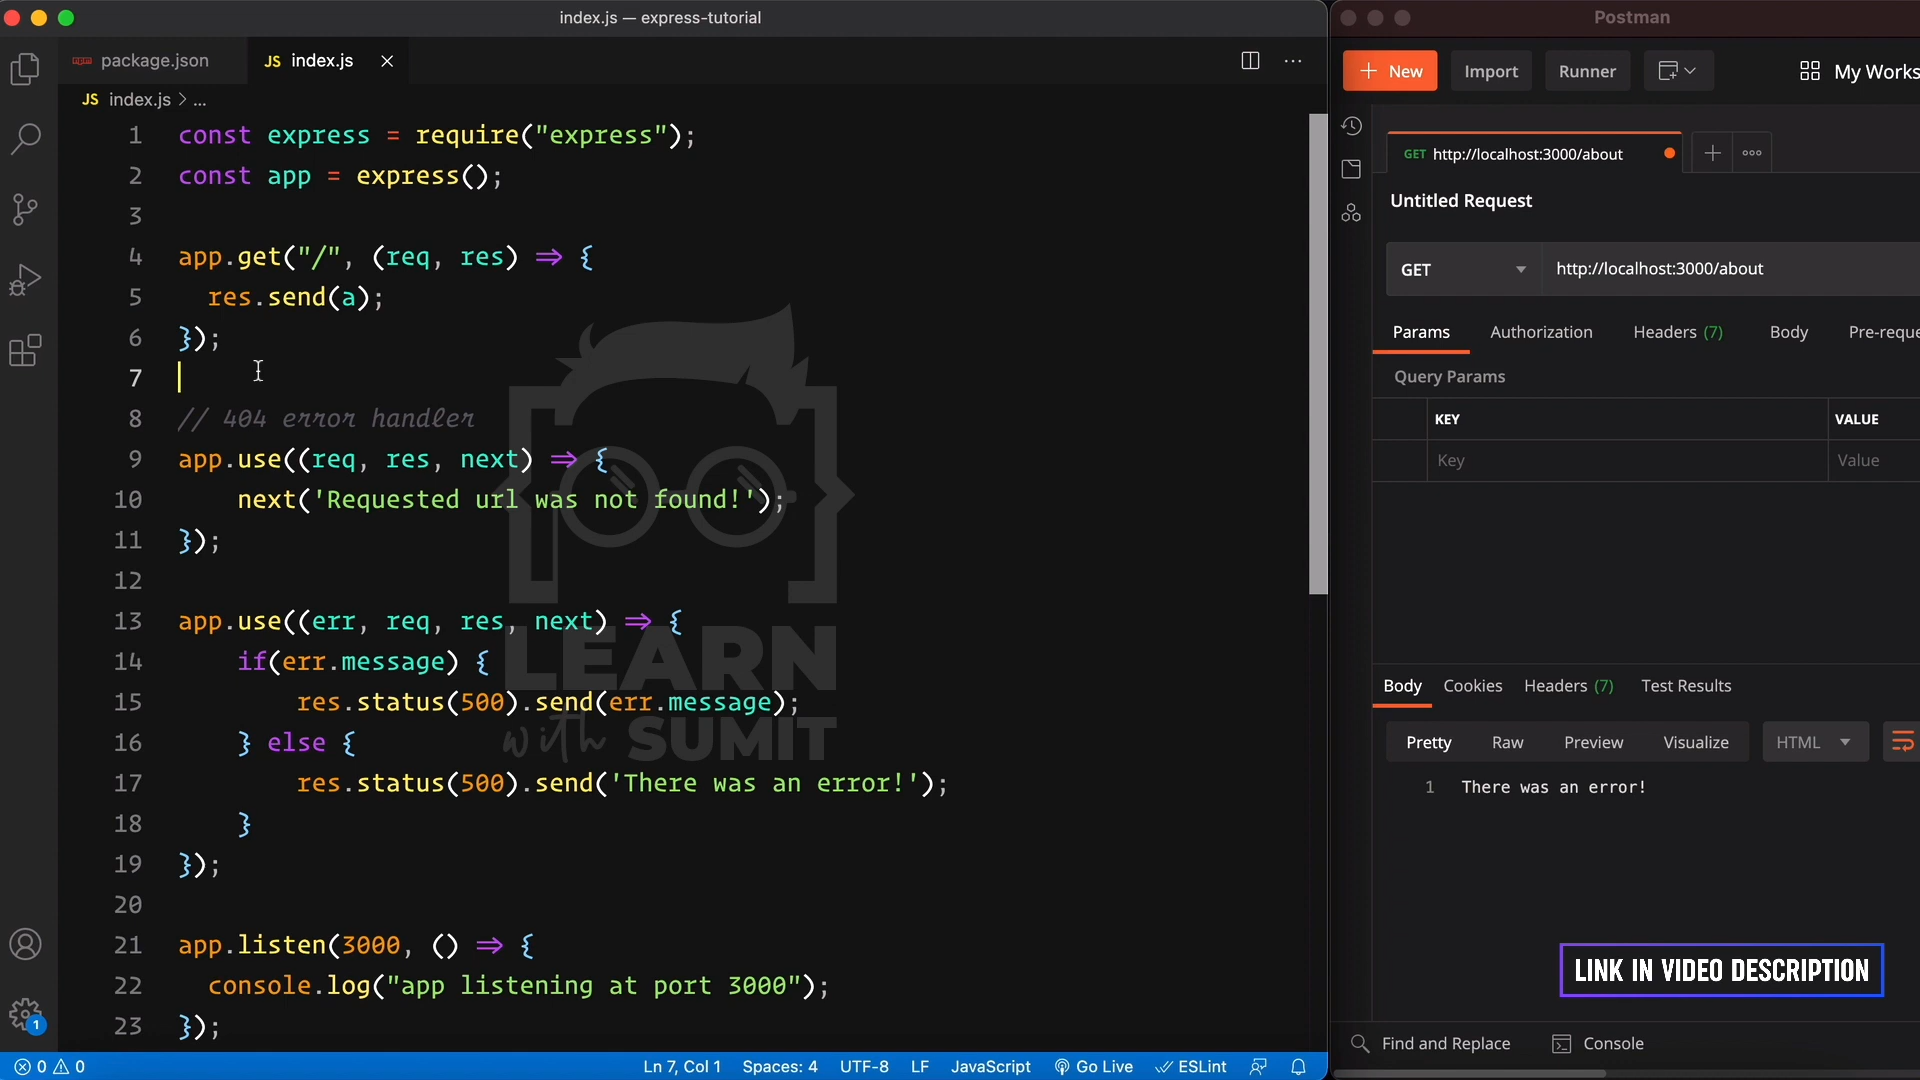 index.js — express-tutorial
package.json
JS index.js
JS index.js > ...
1 const express = require("express");
2 const app = express();
3
4 app.get("/", (req, res) => {
5 res.send(a);
6 });
7
8 // 404 error handler
9 app.use((req, res, next) => {
10 next('Requested url was not found!');
11 });
12
13 app.use((err, req, res, next) => {
14 if(err.message) {
15 res.status(500).send(err.message);
16 } else {
17 res.status(500).send('There was an error!');
18 }
19 });
20
21 app.listen(3000, () => {
22 console.log("app listening at port 3000");
23 });
LEARN
with SUMIT
1
0 0
Ln 7, Col 1 Spaces: 4 UTF-8 LF JavaScript Go Live ESLint
Postman
+ New Import Runner My Works
GET http://localhost:3000/about
Untitled Request
GET http://localhost:3000/about
Params Authorization Headers (7) Body Pre-reque
Query Params
KEY VALUE
Key Value
Body Cookies Headers (7) Test Results
Pretty Raw Preview Visualize HTML
1 There was an error!
LINK IN VIDEO DESCRIPTION
Find and Replace Console